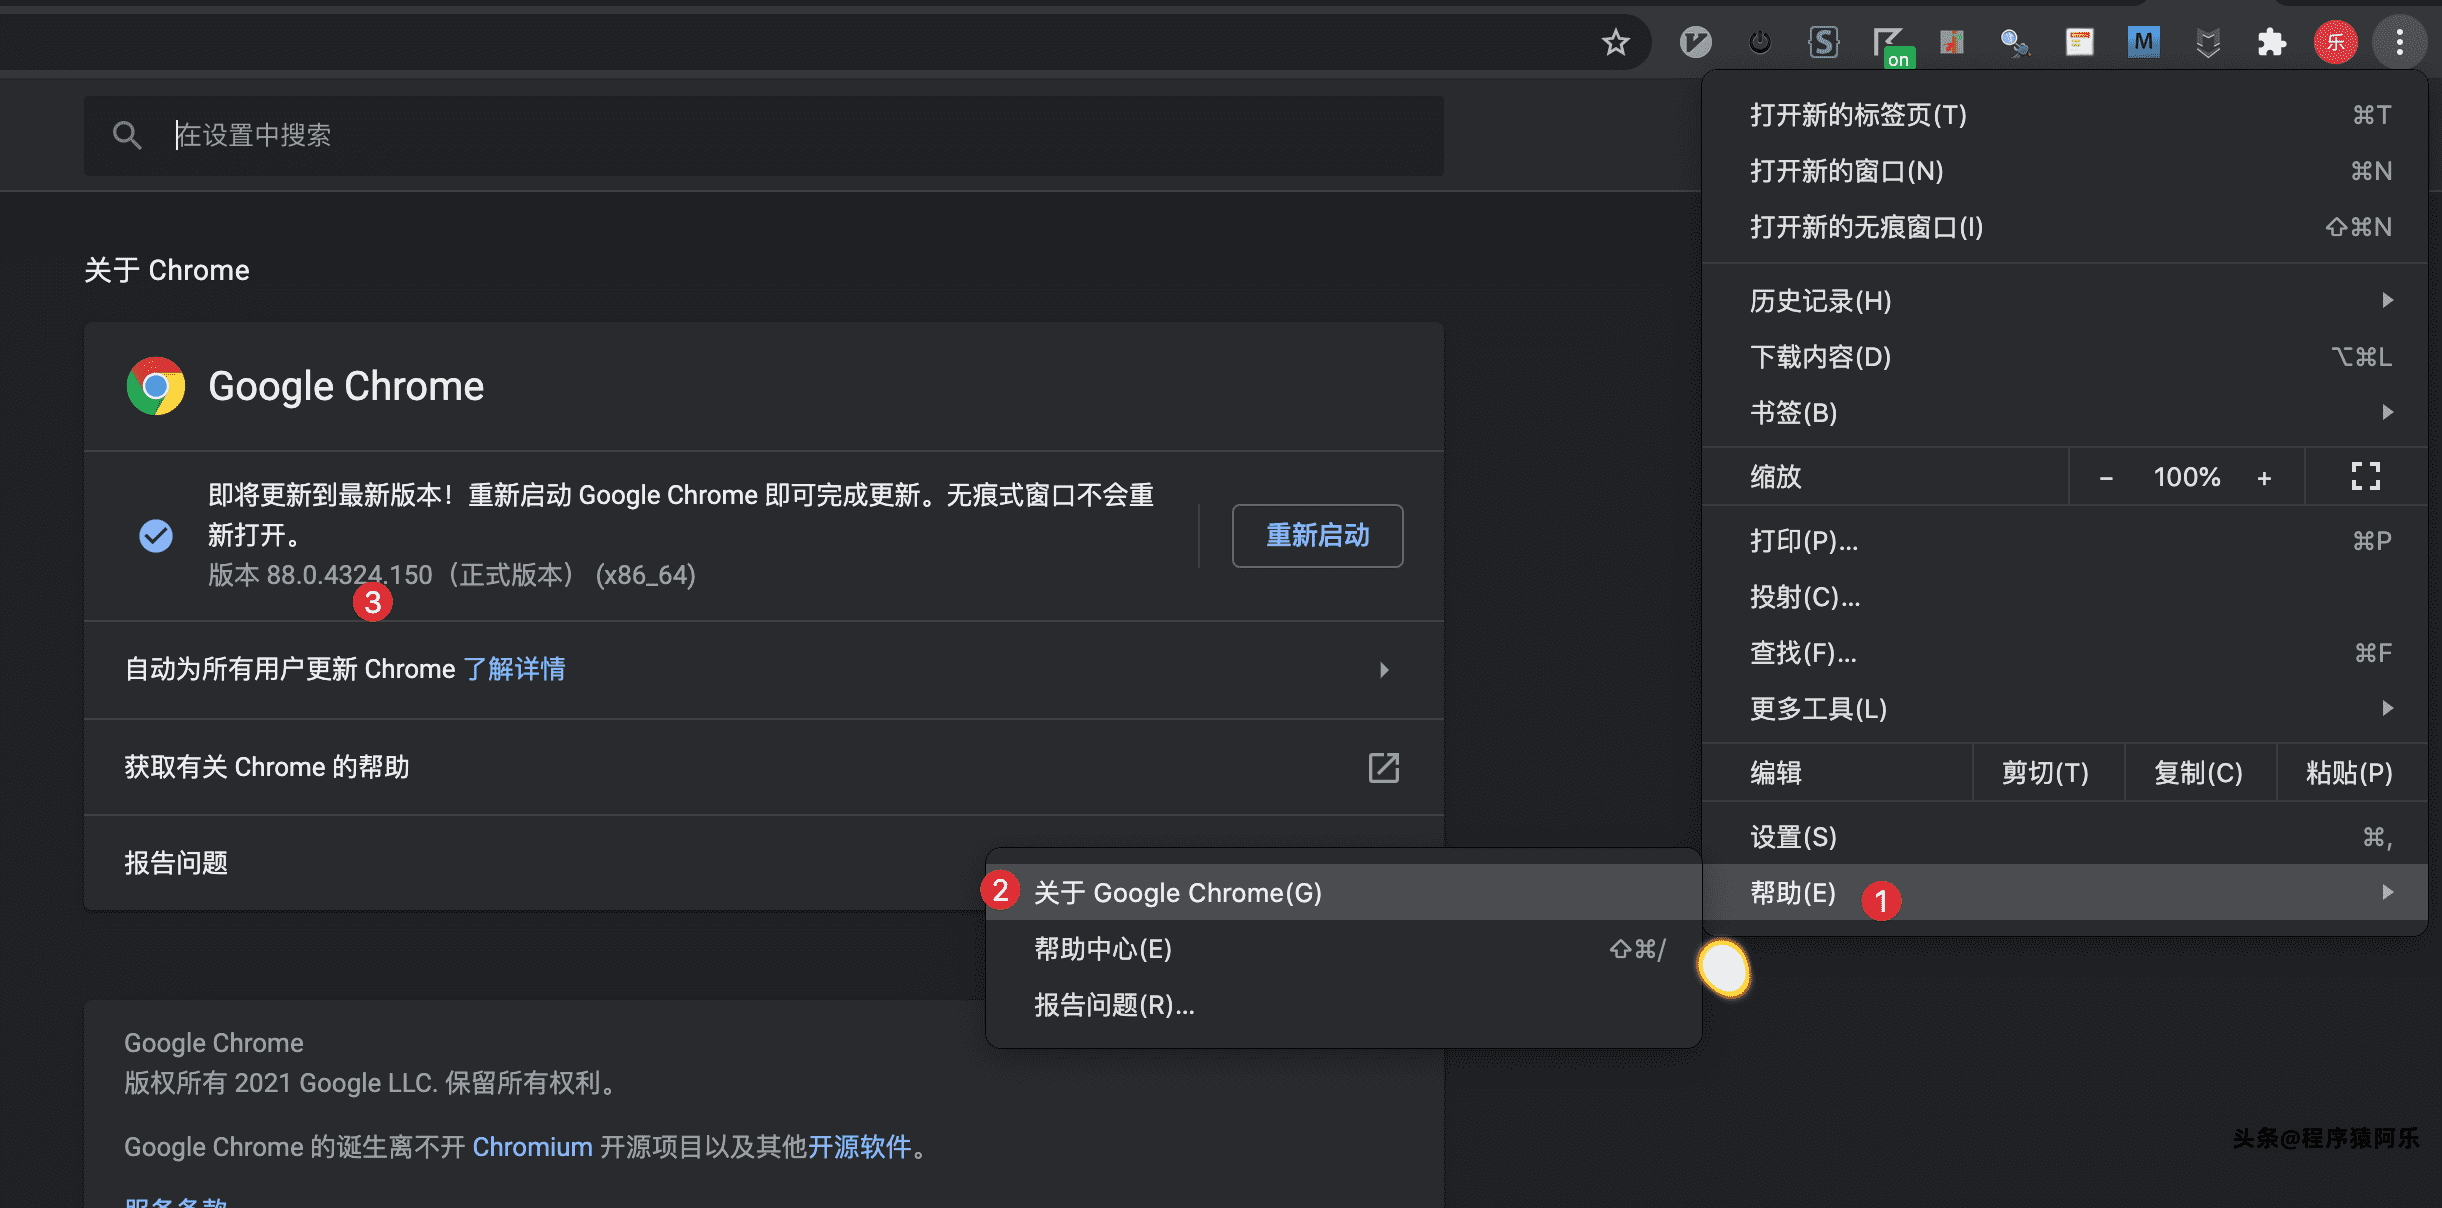 S
on
M
乐
在设置中搜索
关于 Chrome
Google Chrome
即将更新到最新版本！重新启动 Google Chrome 即可完成更新。无痕式窗口不会重
新打开。
版本 88.0.4324.150（正式版本） (x86_64)
3
重新启动
自动为所有用户更新 Chrome 了解详情
获取有关 Chrome 的帮助
报告问题
Google Chrome
版权所有 2021 Google LLC. 保留所有权利。
Google Chrome 的诞生离不开 Chromium 开源项目以及其他开源软件。
服务条款
打开新的标签页(T) ⌘T
打开新的窗口(N) ⌘N
打开新的无痕窗口(I) ⇧⌘N
历史记录(H)
下载内容(D) ⌥⌘L
书签(B)
缩放 − 100% +
打印(P)... ⌘P
投射(C)...
查找(F)... ⌘F
更多工具(L)
编辑 剪切(T) 复制(C) 粘贴(P)
设置(S) ⌘,
帮助(E) 1
2 关于 Google Chrome(G)
帮助中心(E) ⇧⌘/
报告问题(R)...
头条@程序猿阿乐